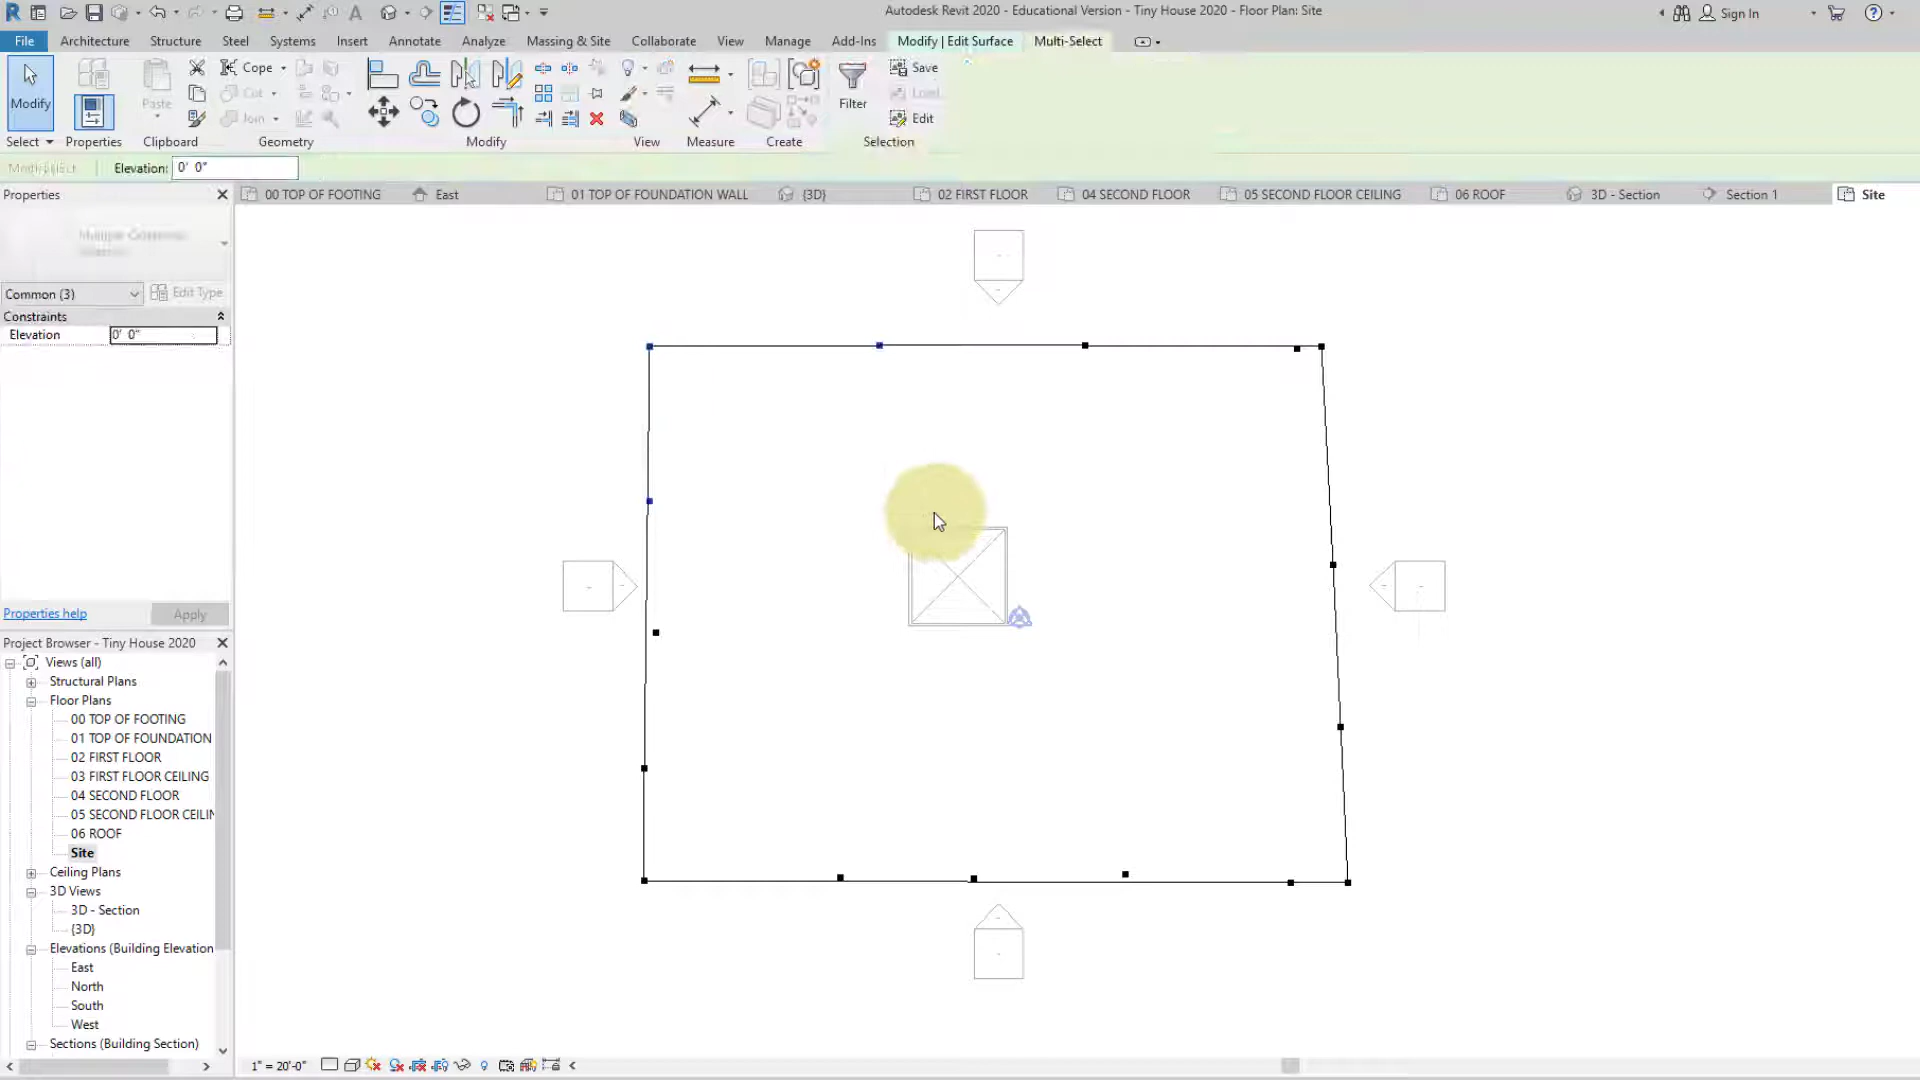 Autodesk Revit 2020 - Educational Version - Tiny House 2020 - Floor Plan: Site
Sign In
File Architecture Structure Steel Systems Insert Annotate Analyze Massing & Site Collaborate View Manage Add-Ins Modify | Edit Surface Multi-Select
Modify
Paste
Cope
Cut
Join
Filter
Save
Load
Edit
Select Properties Clipboard Geometry Modify View Measure Create Selection
Elevation: 0' 0"
Properties
00 TOP OF FOOTING East 01 TOP OF FOUNDATION WALL {3D} 02 FIRST FLOOR 04 SECOND FLOOR 05 SECOND FLOOR CEILING 06 ROOF 3D - Section Section 1 Site
Common (3) Edit Type
Constraints
Elevation 0' 0"
Properties help Apply
Project Browser - Tiny House 2020
Views (all)
Structural Plans
Floor Plans
00 TOP OF FOOTING
01 TOP OF FOUNDATION
02 FIRST FLOOR
03 FIRST FLOOR CEILING
04 SECOND FLOOR
05 SECOND FLOOR CEILIN
06 ROOF
Site
Ceiling Plans
3D Views
3D - Section
{3D}
Elevations (Building Elevation
East
North
South
West
Sections (Building Section)
1" = 20'-0"